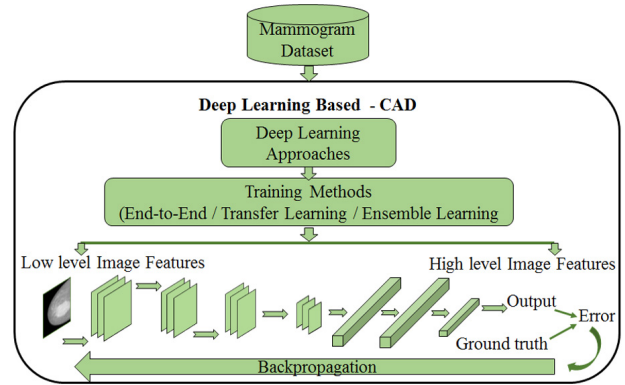 Mammogram
Dataset
Deep Learning Based - CAD
Deep Learning
Approaches
Training Methods
(End-to-End / Transfer Learning / Ensemble Learning
Low level Image Features
High level Image Features
Output
Error
Ground truth
Backpropagation